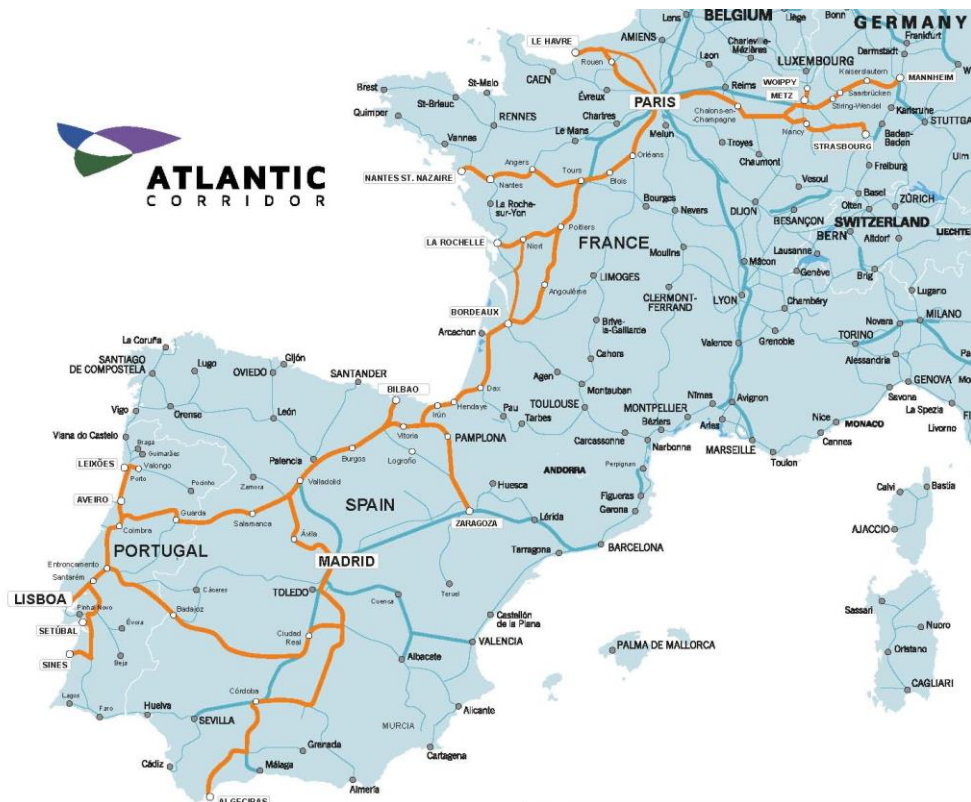 Lens
BELGIUM
Liège
Bonn
GERMANY
AMIENS
Charleville-
Mézières
Frankfurt
LE HAVRE
Rouen
Laon
LUXEMBOURG
Darmstadt
CAEN
WOIPPY
Kaiserslautern
MANNHEIM
St-Malo
Évreux
PARIS
Reims
METZ
Saarbrücken
Brest
St-Brieuc
Chalons-en-
Champagne
Stiring-Wendel
Karlsruhe
Quimper
RENNES
Chartres
Melun
Nancy
STUTTGA
Le Mans
Troyes
STRASBOURG
Baden-
Baden
Vannes
Orléans
Chaumont
Ulm
Angers
Freiburg
ATLANTIC
CORRIDOR
NANTES ST. NAZAIRE
Nantes
Tours
Blois
Vesoul
Basel
ZÜRICH
La Roche-
sur-Yon
Bourges
Nevers
DIJON
BESANÇON
Olten
SWITZERLAND
BERN
Altdorf
LIECHTE
Poitiers
LA ROCHELLE
Niort
FRANCE
Moulins
Lausanne
Mâcon
Genève
Brig
LIMOGES
Angoulême
CLERMONT-
FERRAND
LYON
Chambéry
Lugano
MILANO
BORDEAUX
Novara
Arcachon
Brive-
la-Gaillarde
Valence
Grenoble
TORINO
Alessandria
La Coruña
SANTIAGO
DE COMPOSTELA
Lugo
Gijón
OVIEDO
SANTANDER
BILBAO
Cahors
Agen
Montauban
GENOVA
Dax
Savona
La Spezia
Vigo
Orense
León
Irún
Hendaye
Pau
Tarbes
TOULOUSE
MONTPELLIER
Nîmes
Avignon
Nice
MONACO
Livorno
Viana do Castelo
Vitoria
Béziers
Arles
Cannes
Braga
Guimarães
Burgos
PAMPLONA
Carcassonne
Narbonne
MARSEILLE
LEIXÕES
Valongo
Porto
Palencia
Logroño
Toulon
Zamora
Valladolid
ANDORRA
Perpignan
AVEIRO
Pocinho
Huesca
Figueras
Calvi
Bastia
Guarda
Salamanca
SPAIN
ZARAGOZA
Lérida
Gerona
Coimbra
Ávila
AJACCIO
PORTUGAL
MADRID
Tarragona
BARCELONA
Entroncamento
Santarém
TOLEDO
Cáceres
Teruel
LISBOA
Pinhal Novo
Cuenca
Castellón
de la Plana
Sassari
Badajoz
SETÚBAL
Évora
Nuoro
Ciudad
Real
VALENCIA
PALMA DE MALLORCA
Oristano
SINES
Beja
Albacete
CAGLIARI
Lagos
Faro
Huelva
Córdoba
SEVILLA
Alicante
MURCIA
Cádiz
Grenada
Málaga
Cartagena
Almería
ALGECIRAS